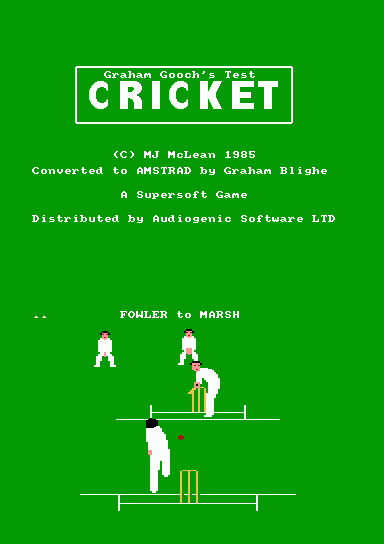 Graham Gooch's Test
CRICKET
(C) MJ McLean 1985
Converted to AMSTRAD by Graham Blighe
A Supersoft Game
Distributed by Audiogenic Software LTD
FOWLER to MARSH